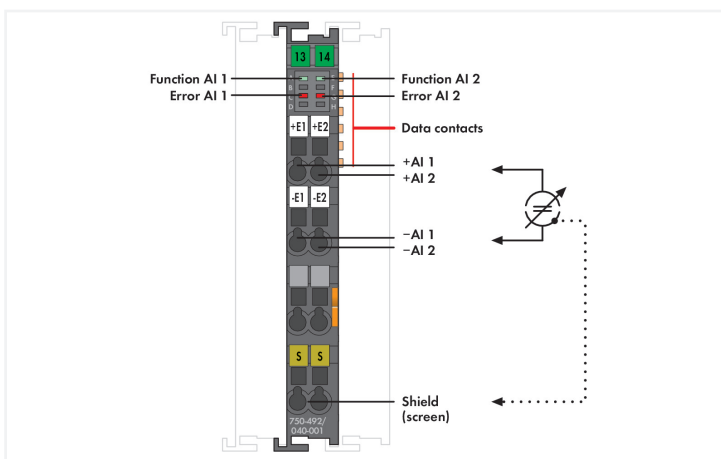 13 14
Function AI 1
Function AI 2
A
E
B
F
Error AI 1
Error AI 2
C
G
D
H
+E1 +E2
Data contacts
+AI 1
+AI 2
-E1 -E2
−AI 1
−AI 2
S S
Shield
(screen)
750-492/
040-001